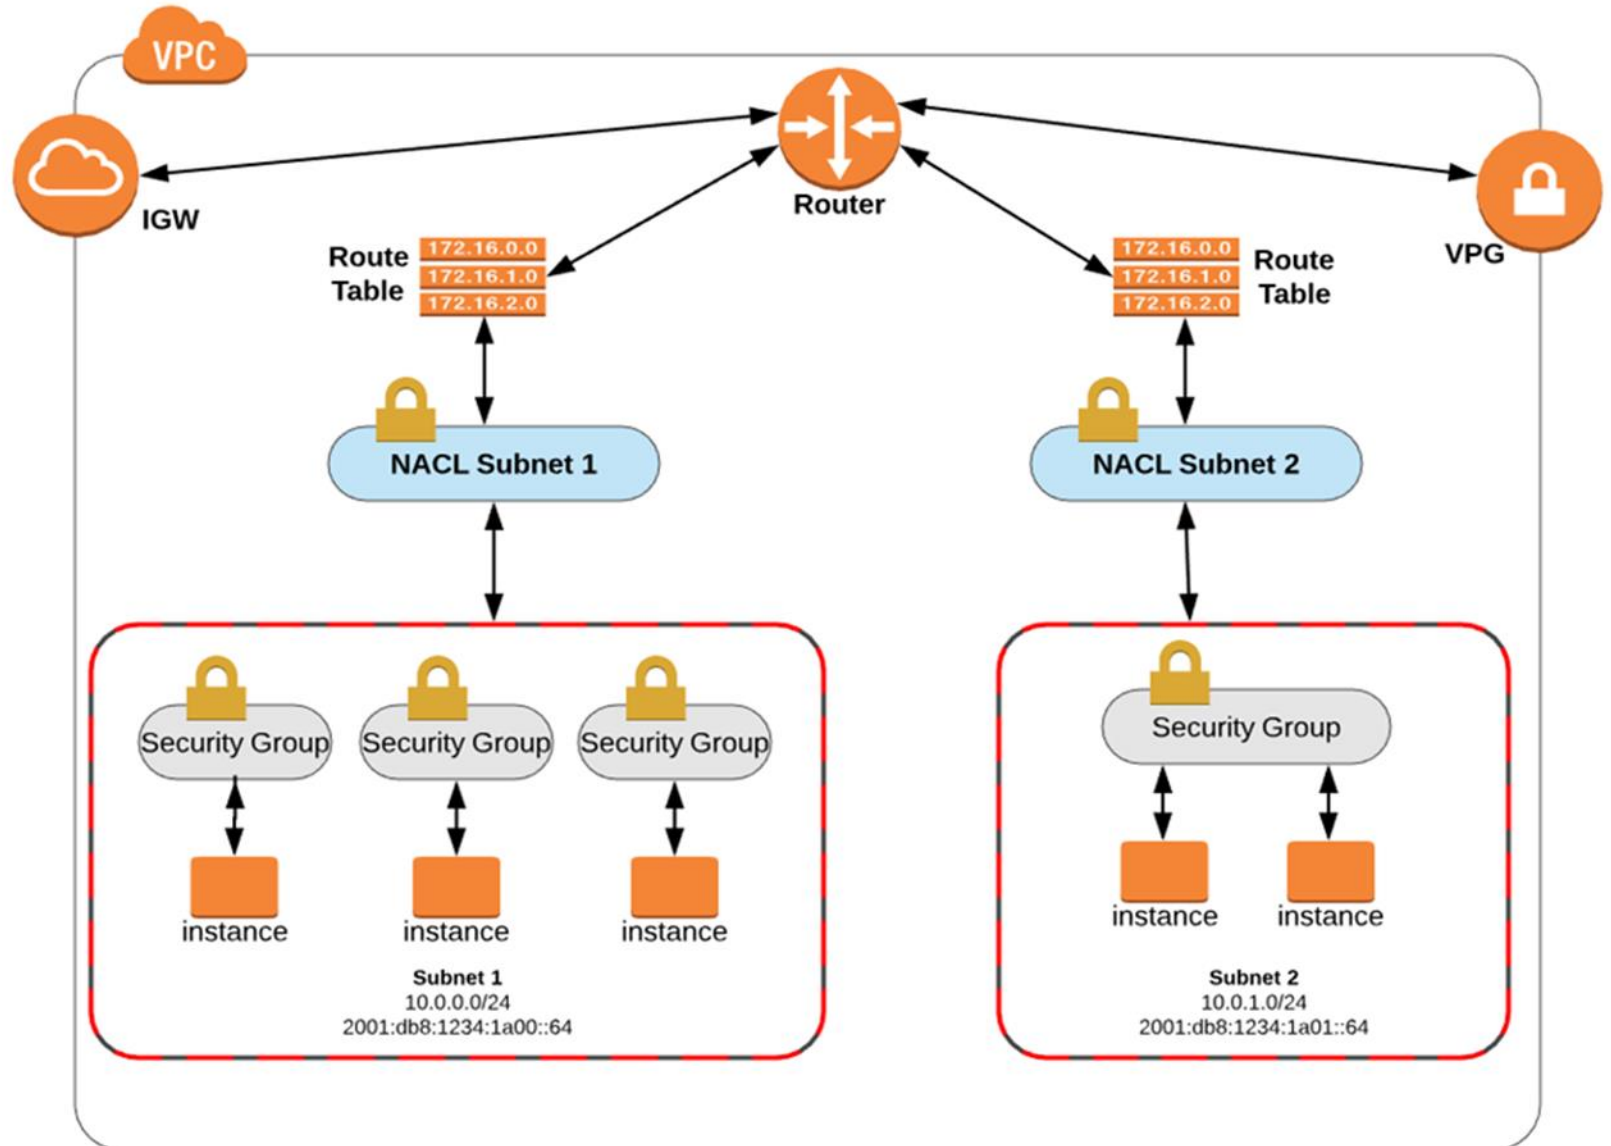 VPC
IGW
Router
VPG
Route
Table
172.16.0.0
172.16.1.0
172.16.2.0
172.16.0.0
172.16.1.0
172.16.2.0
Route
Table
NACL Subnet 1
NACL Subnet 2
Security Group
Security Group
Security Group
Security Group
instance
instance
instance
instance
instance
Subnet 1
10.0.0.0/24
2001:db8:1234:1a00::64
Subnet 2
10.0.1.0/24
2001:db8:1234:1a01::64